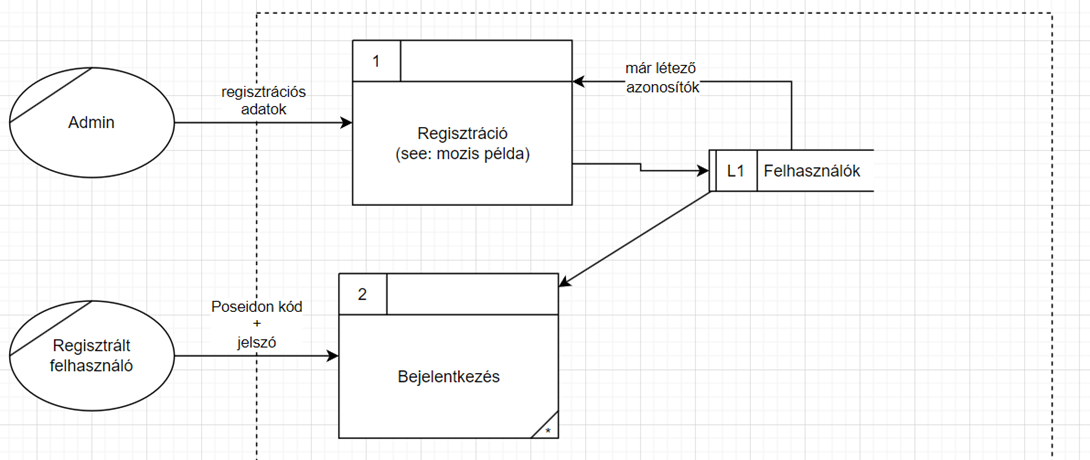 1
már létező
azonosítók
regisztrációs
adatok
Admin
Regisztráció
(see: mozis példa)
L1
Felhasználók
2
Poseidon kód
+
jelszó
Regisztrált
felhasználó
Bejelentkezés
*